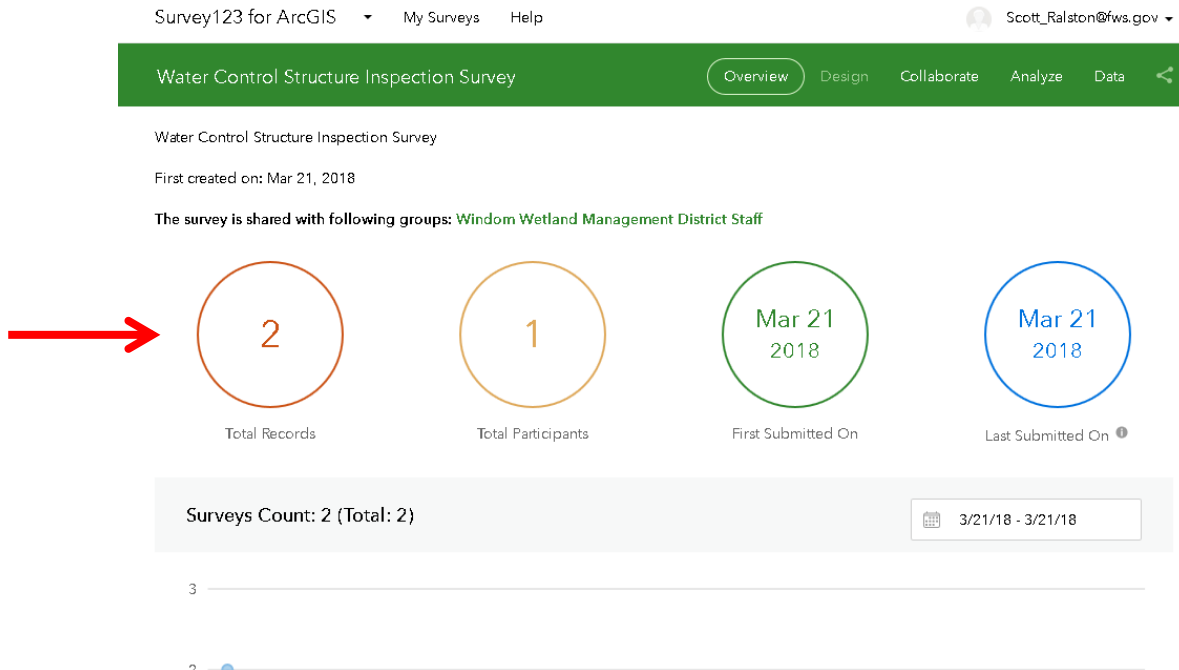 Survey123 for ArcGIS My Surveys Help Scott_Ralston@fws.gov
Water Control Structure Inspection Survey Overview Design Collaborate Analyze Data
Water Control Structure Inspection Survey
First created on: Mar 21, 2018
The survey is shared with following groups: Windom Wetland Management District Staff
2 1 Mar 21 2018 Mar 21 2018
Total Records Total Participants First Submitted On Last Submitted On
Surveys Count: 2 (Total: 2) 3/21/18 - 3/21/18
3
2